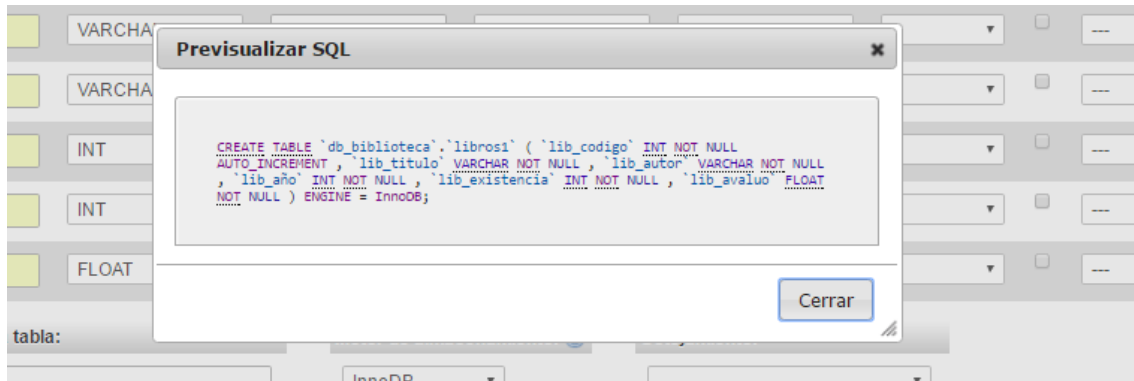 VARCHA
Previsualizar SQL
VARCHA
---
---
CREATE TABLE `db_biblioteca`.`libros1` ( `lib_codigo` INT NOT NULL
AUTO_INCREMENT , `lib_titulo` VARCHAR NOT NULL , `lib_autor` VARCHAR NOT NULL
, `lib_año` INT NOT NULL , `lib_existencia` INT NOT NULL , `lib_avaluo` FLOAT
NOT NULL ) ENGINE = InnoDB;
INT
---
INT
---
FLOAT
---
Cerrar
tabla:
InnoDB